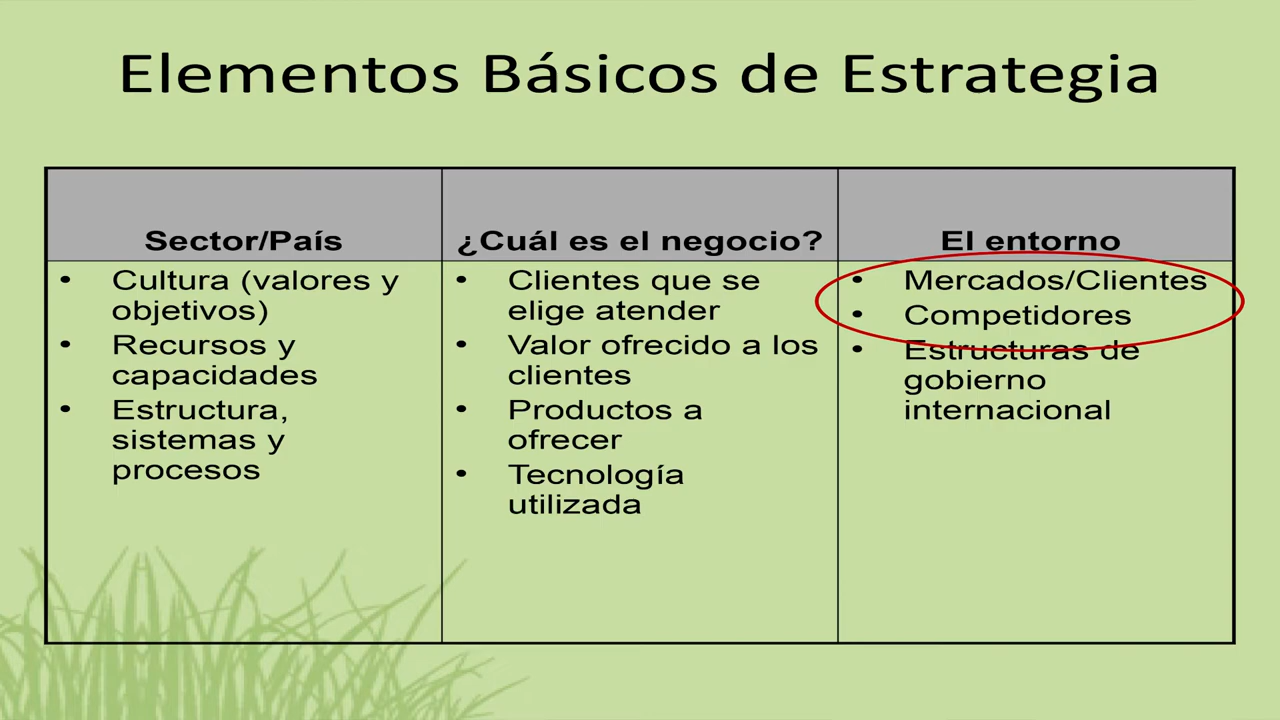 Elementos Básicos de Estrategia
Sector/País
• Cultura (valores y
objetivos)
• Recursos y
capacidades
• Estructura,
sistemas y
procesos
¿Cuál es el negocio?
• Clientes que se
elige atender
• Valor ofrecido a los
clientes
• Productos a
ofrecer
• Tecnología
utilizada
El entorno
• Mercados/Clientes
• Competidores
• Estructuras de
gobierno
internacional